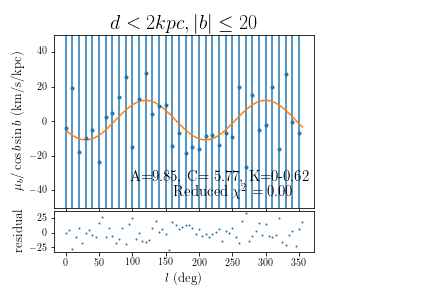 d < 2kpc, |b| ≤ 20
μ_b / cos b sin b (km/s/kpc)
40
20
0
−20
−40
A=9.85, C= 5.77, K=0-0.62
Reduced χ² = 0.00
residual
25
0
−25
0 50 100 150 200 250 300 350
l (deg)